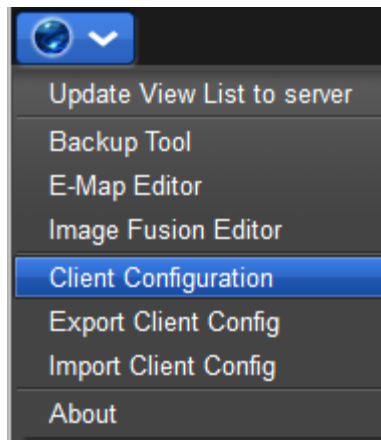 Update View List to server
Backup Tool
E-Map Editor
Image Fusion Editor
Client Configuration
Export Client Config
Import Client Config
About